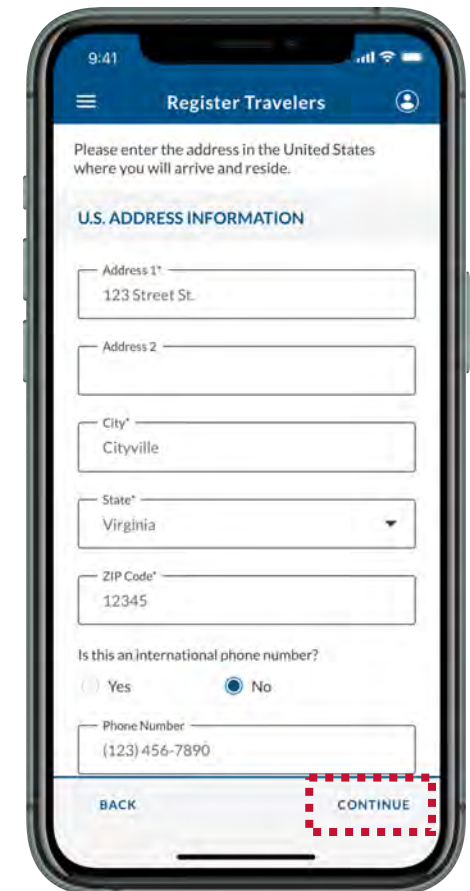 9:41
Register Travelers
Please enter the address in the United States
where you will arrive and reside.
U.S. ADDRESS INFORMATION
Address 1*
123 Street St.
Address 2
City*
Cityville
State*
Virginia
ZIP Code*
12345
Is this an international phone number?
Yes No
Phone Number
(123) 456-7890
BACK CONTINUE